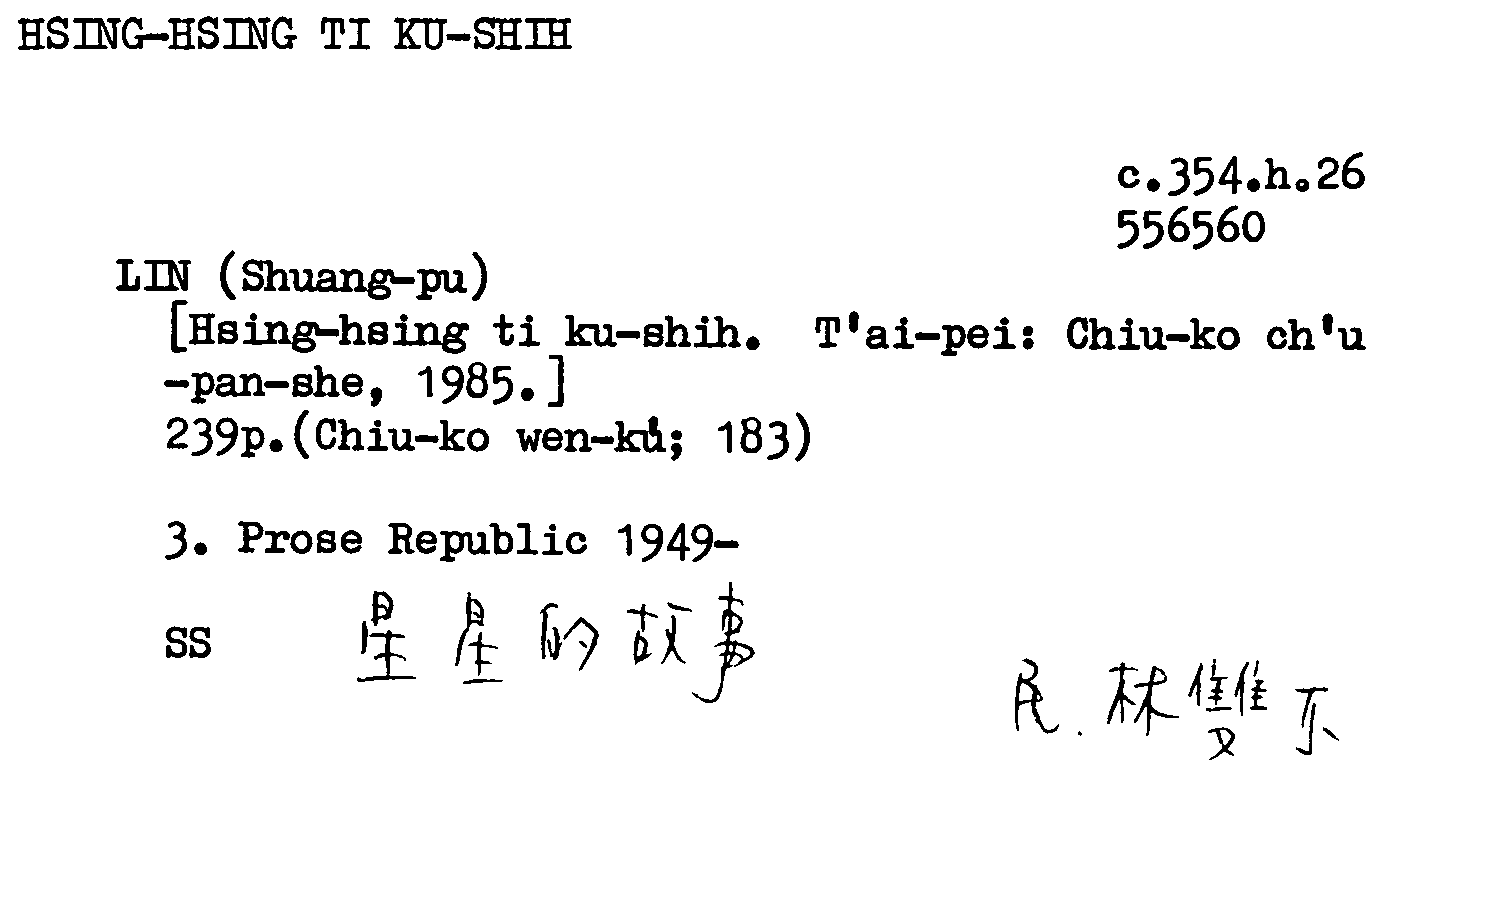 HSING-HSING TI KU-SHIH
c.354.h.26
556560
LIN (Shuang-pu)
[Hsing-hsing ti ku-shih. T'ai-pei: Chiu-ko ch'u
-pan-she, 1985.]
239p.(Chiu-ko wen-ku; 183)
3. Prose Republic 1949-
SS 星星的故事
民. 林雙不